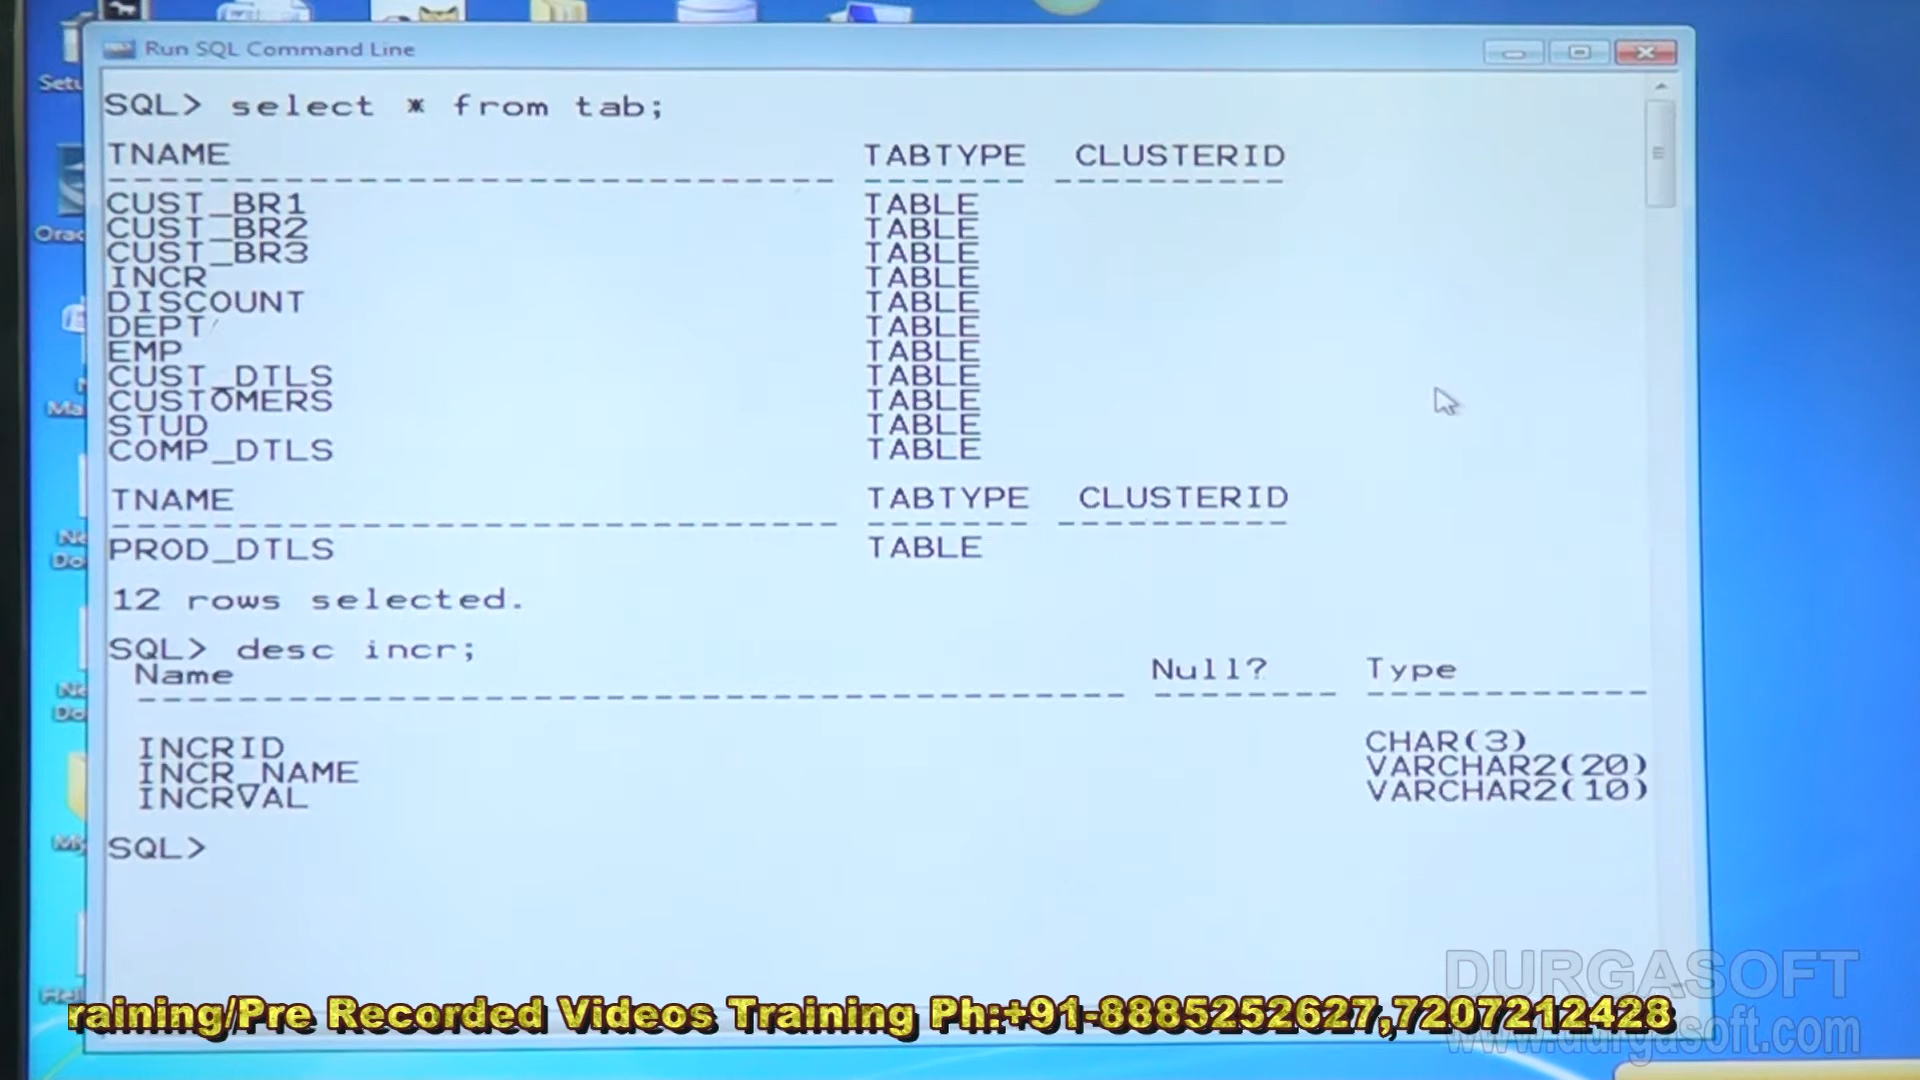 Run SQL Command Line
SQL> select * from tab;
TNAME TABTYPE CLUSTERID
------------------------------ ------- ----------
CUST_BR1 TABLE
CUST_BR2 TABLE
CUST_BR3 TABLE
INCR TABLE
DISCOUNT TABLE
DEPT TABLE
EMP TABLE
CUST_DTLS TABLE
CUSTOMERS TABLE
STUD TABLE
COMP_DTLS TABLE
TNAME TABTYPE CLUSTERID
------------------------------ ------- ----------
PROD_DTLS TABLE
12 rows selected.
SQL> desc incr;
Name Null? Type
----------------------------------------- -------- ------------
INCRID CHAR(3)
INCR_NAME VARCHAR2(20)
INCRVAL VARCHAR2(10)
SQL>
DURGASOFT
raining/Pre Recorded Videos Training Ph:+91-8885252627,7207212428
www.durgasoft.com